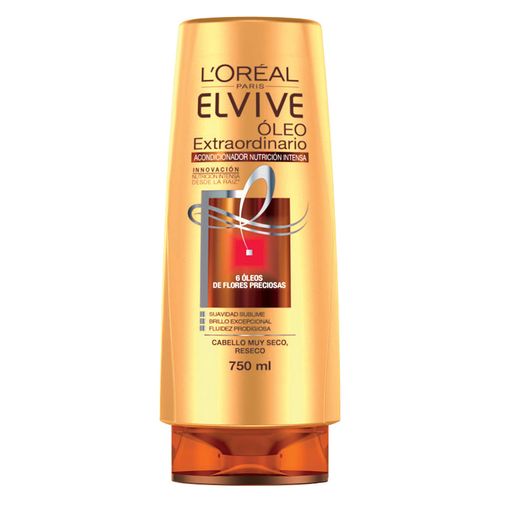 L'ORÉAL
PARIS
ELVIVE
ÓLEO
Extraordinario
ACONDICIONADOR NUTRICIÓN INTENSA
INNOVACIÓN
NUTRICIÓN INTENSA
DESDE LA RAÍZ*
6 ÓLEOS
DE FLORES PRECIOSAS
SUAVIDAD SUBLIME
BRILLO EXCEPCIONAL
FLUIDEZ PRODIGIOSA
CABELLO MUY SECO,
RESECO
750 ml